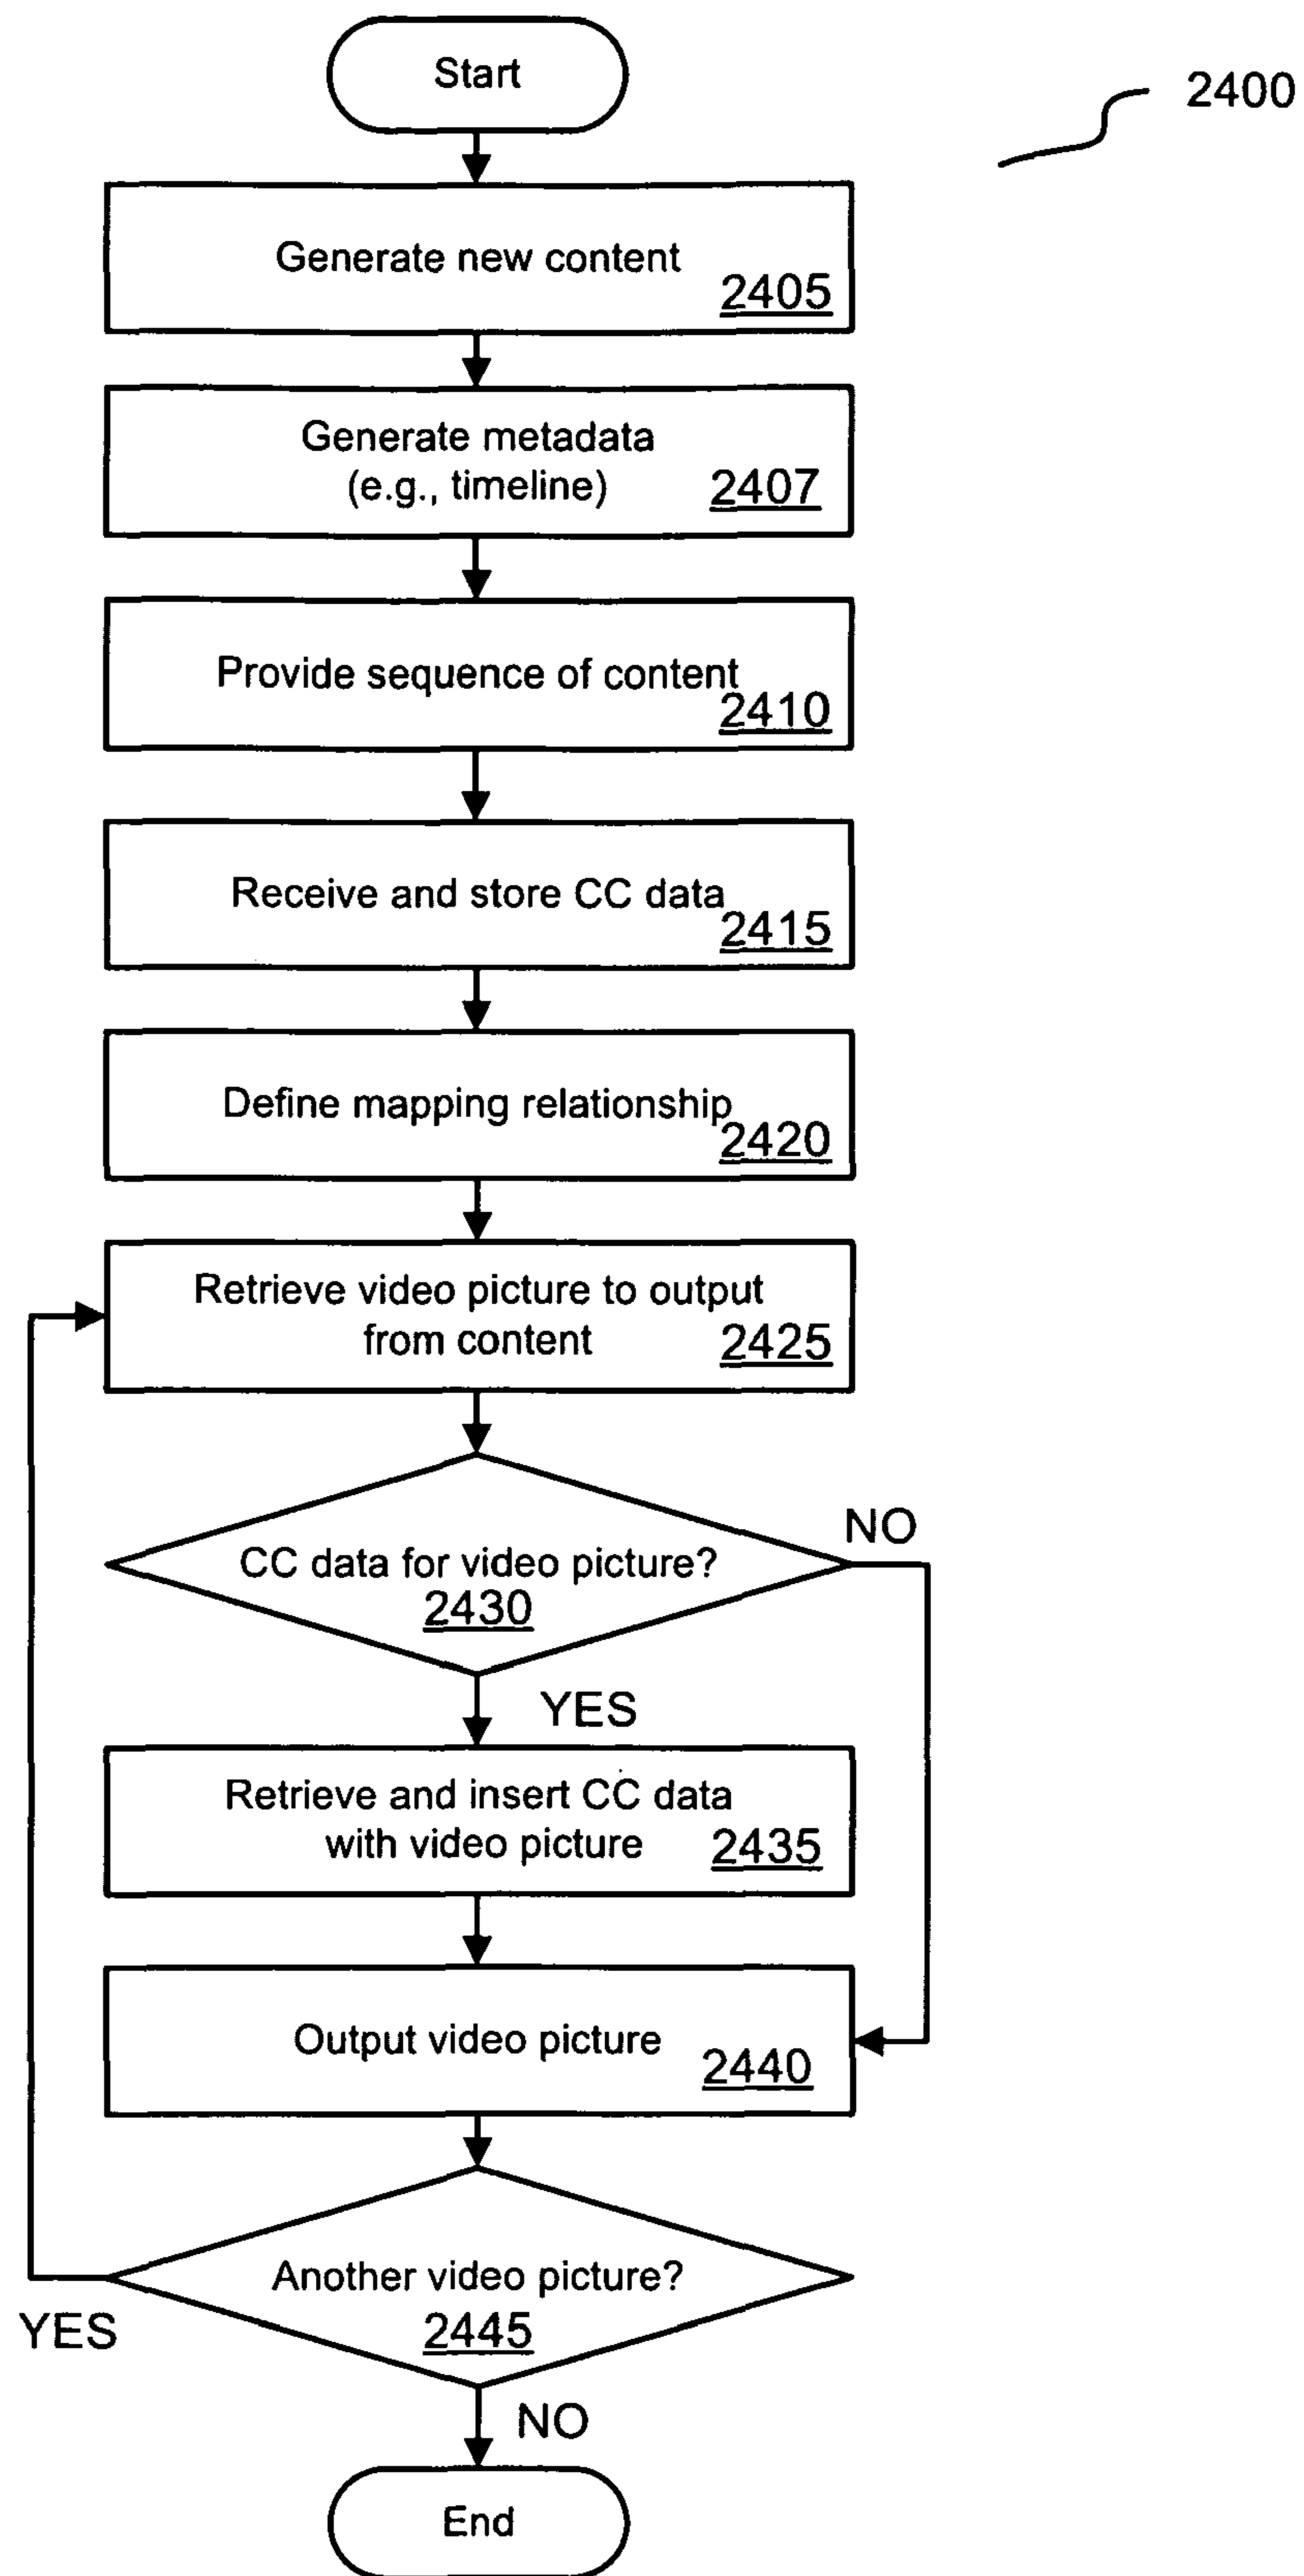 Start
2400
Generate new content
2405
Generate metadata
(e.g., timeline)
2407
Provide sequence of content
2410
Receive and store CC data
2415
Define mapping relationship
2420
Retrieve video picture to output
from content
2425
CC data for video picture?
2430
NO
YES
Retrieve and insert CC data
with video picture
2435
Output video picture
2440
Another video picture?
2445
YES
NO
End